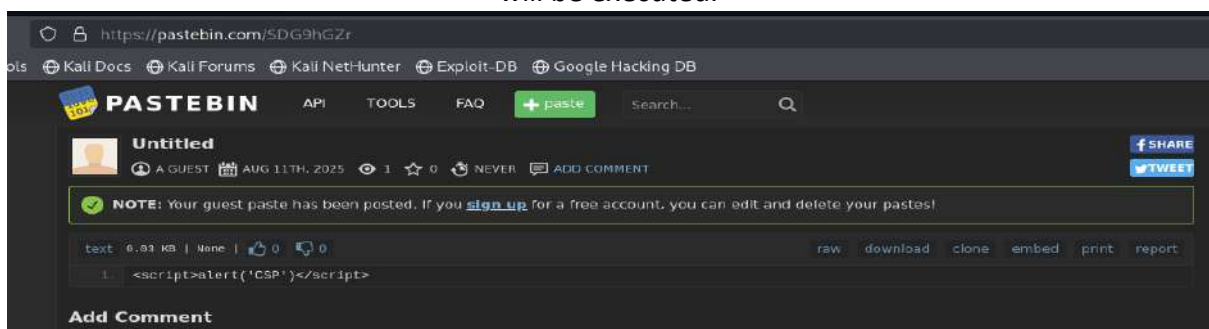 will be executed.
https://pastebin.com/SDG9hGZr
ols Kali Docs Kali Forums Kali NetHunter Exploit-DB Google Hacking DB
PASTEBIN API TOOLS FAQ + paste Search...
Untitled
A GUEST AUG 11TH, 2025 1 0 NEVER ADD COMMENT
f SHARE
TWEET
NOTE: Your guest paste has been posted. If you sign up for a free account, you can edit and delete your pastes!
text 0.03 KB | None | 0 0 raw download clone embed print report
1. <script>alert('CSP')</script>
Add Comment